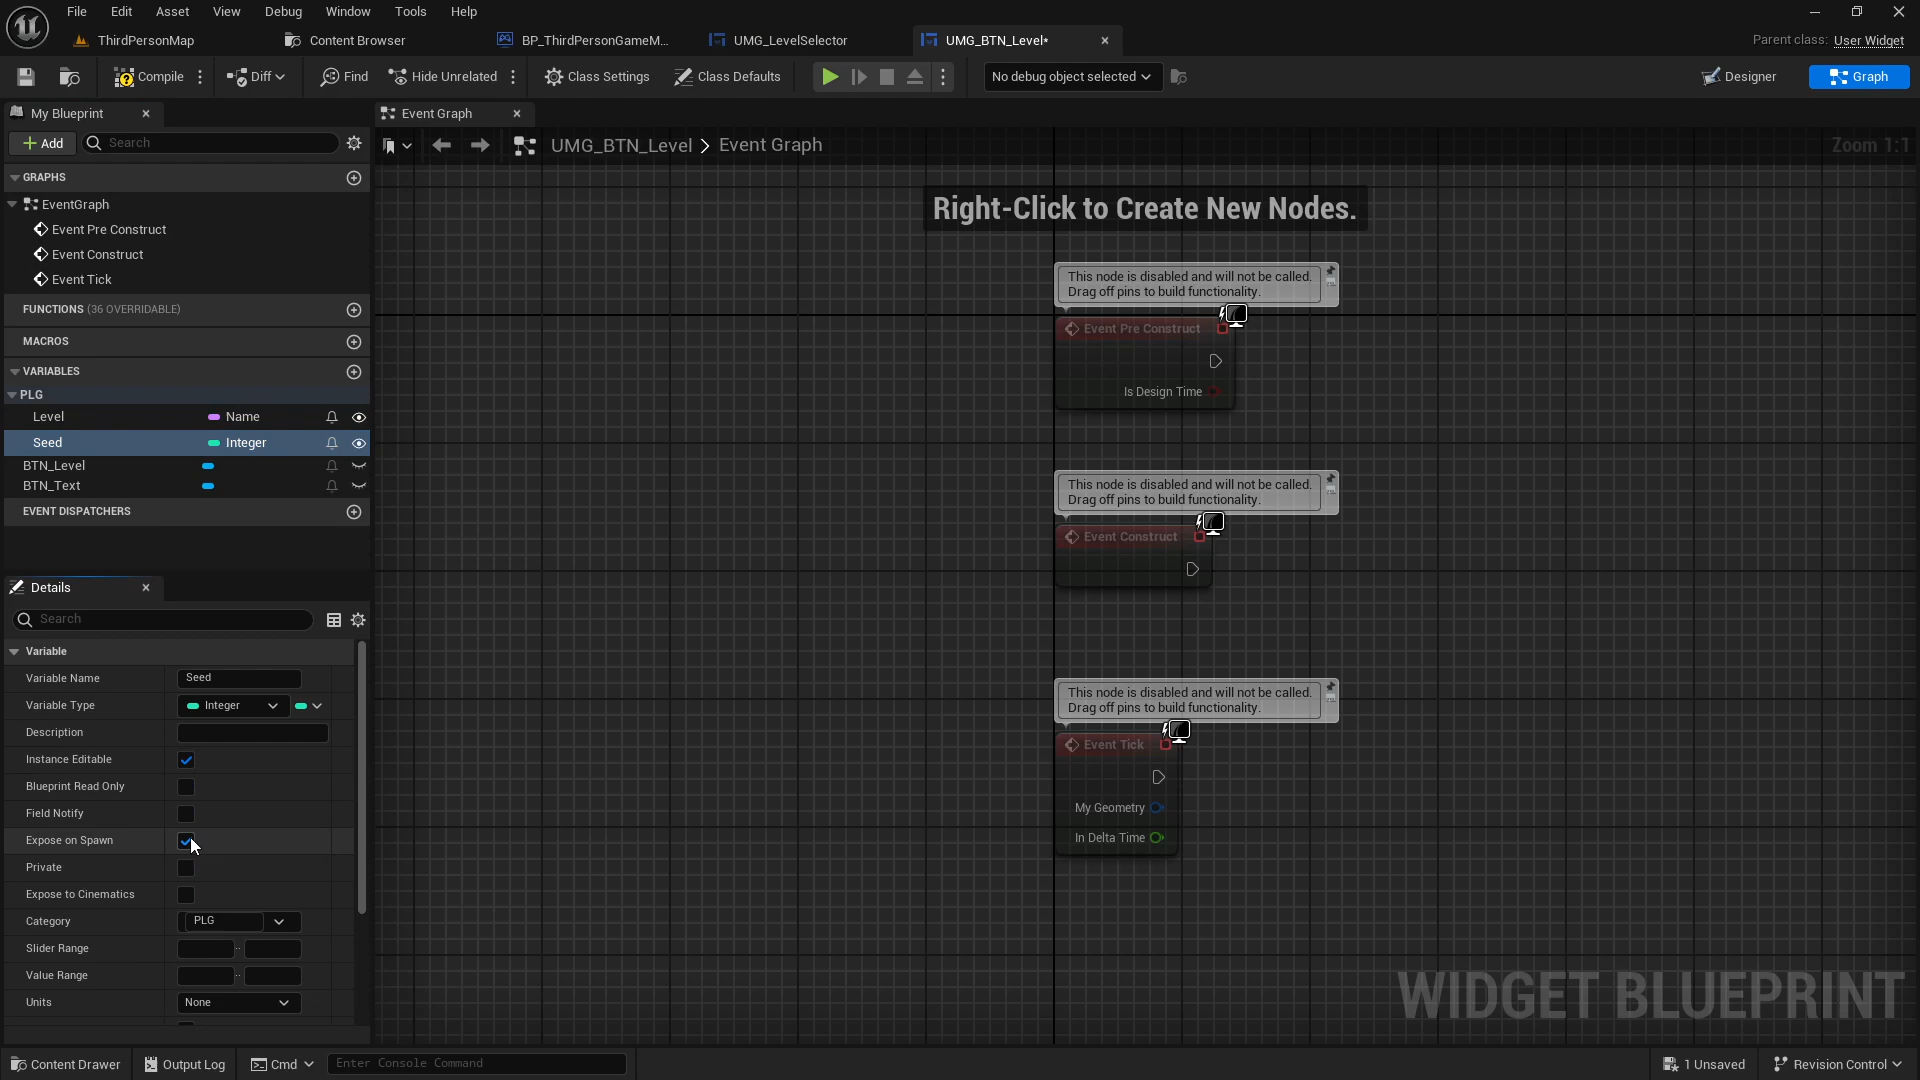 File Edit Asset View Debug Window Tools Help
ThirdPersonMap Content Browser BP_ThirdPersonGameM... UMG_LevelSelector UMG_BTN_Level* Parent class: User Widget
Compile Diff Find Hide Unrelated Class Settings Class Defaults No debug object selected Designer Graph
My Blueprint Event Graph
Add Search UMG_BTN_Level > Event Graph Zoom 1:1
GRAPHS
EventGraph
Event Pre Construct
Event Construct
Event Tick
FUNCTIONS (36 OVERRIDABLE)
MACROS
VARIABLES
PLG
Level Name
Seed Integer
BTN_Level
BTN_Text
EVENT DISPATCHERS
Details
Search
Variable
Variable Name Seed
Variable Type Integer
Description
Instance Editable
Blueprint Read Only
Field Notify
Expose on Spawn
Private
Expose to Cinematics
Category PLG
Slider Range
Value Range
Units None
Right-Click to Create New Nodes.
This node is disabled and will not be called.
Drag off pins to build functionality.
Event Pre Construct
Is Design Time
This node is disabled and will not be called.
Drag off pins to build functionality.
Event Construct
This node is disabled and will not be called.
Drag off pins to build functionality.
Event Tick
My Geometry
In Delta Time
WIDGET BLUEPRINT
Content Drawer Output Log Cmd Enter Console Command 1 Unsaved Revision Control